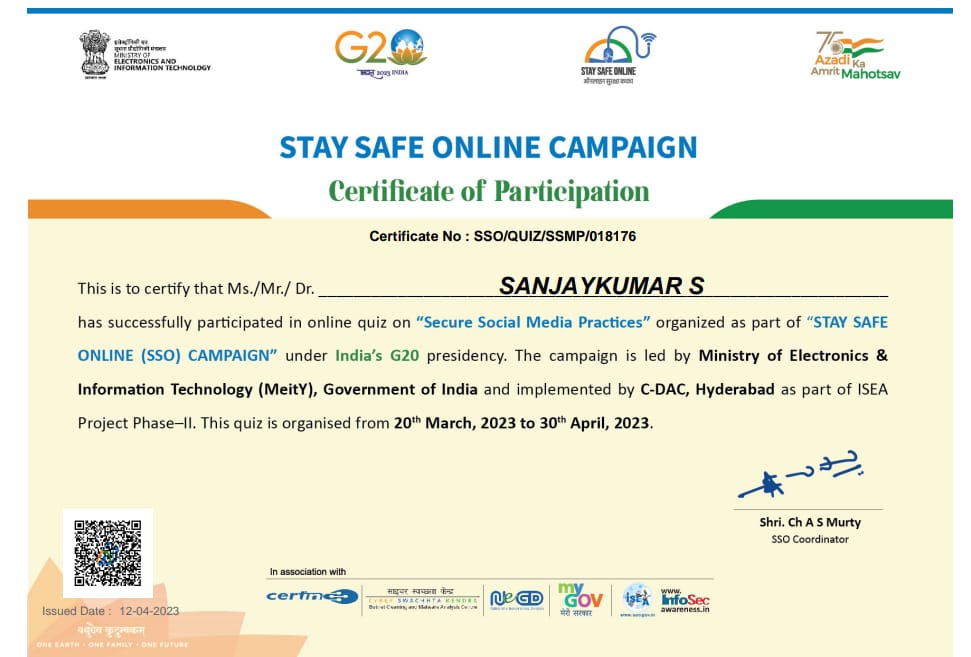 इलेक्ट्रॉनिकी एवं
सूचना प्रौद्योगिकी मंत्रालय
MINISTRY OF
ELECTRONICS AND
INFORMATION TECHNOLOGY
सत्यमेव जयते
G20
भारत 2023 INDIA
STAY SAFE ONLINE
ऑनलाइन सुरक्षा कवच
75
Azadi Ka
Amrit Mahotsav
STAY SAFE ONLINE CAMPAIGN
Certificate of Participation
Certificate No : SSO/QUIZ/SSMP/018176
This is to certify that Ms./Mr./ Dr. SANJAYKUMAR S
has successfully participated in online quiz on “Secure Social Media Practices” organized as part of “STAY SAFE
ONLINE (SSO) CAMPAIGN” under India’s G20 presidency. The campaign is led by Ministry of Electronics &
Information Technology (MeitY), Government of India and implemented by C-DAC, Hyderabad as part of ISEA
Project Phase–II. This quiz is organised from 20th March, 2023 to 30th April, 2023.
Shri. Ch A S Murty
SSO Coordinator
Issued Date : 12-04-2023
वसुधैव कुटुम्बकम्
ONE EARTH • ONE FAMILY • ONE FUTURE
In association with
साइबर स्वच्छता केन्द्र
CYBER SWACHHTA KENDRA
Botnet Cleaning and Malware Analysis Centre
NeGD
my
GOV
मेरी सरकार
ISEA
www.
InfoSec
awareness.in